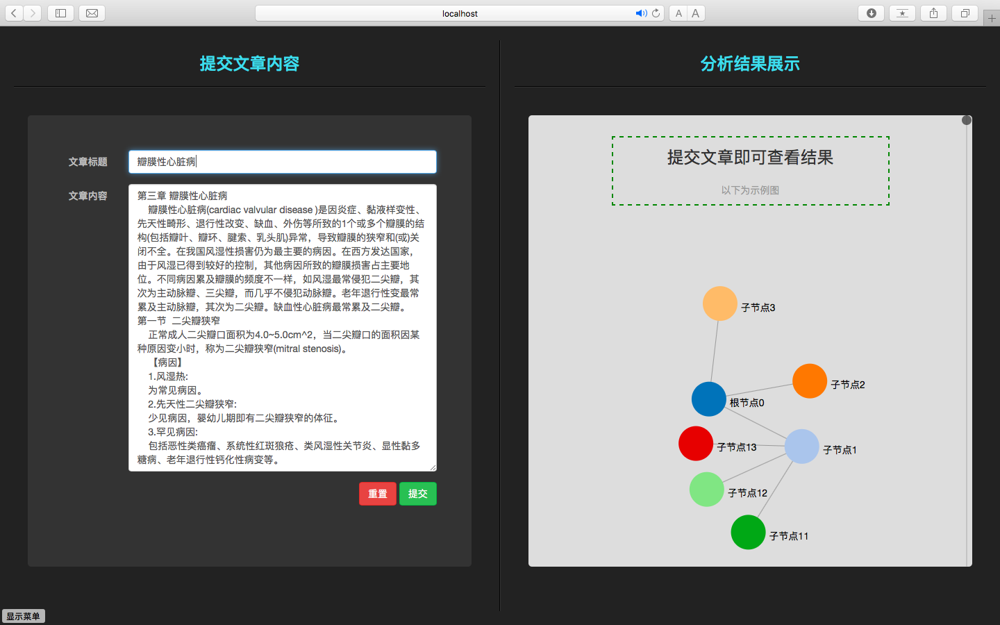 localhost
A
A
提交文章内容
分析结果展示
文章标题
瓣膜性心脏病
文章内容
第三章 瓣膜性心脏病
瓣膜性心脏病(cardiac valvular disease )是因炎症、黏液样变性、
先天性畸形、退行性改变、缺血、外伤等所致的1个或多个瓣膜的结
构(包括瓣叶、瓣环、腱索、乳头肌)异常，导致瓣膜的狭窄和(或)关
闭不全。在我国风湿性损害仍为最主要的病因。在西方发达国家，
由于风湿已得到较好的控制，其他病因所致的瓣膜损害占主要地
位。不同病因累及瓣膜的频度不一样，如风湿最常侵犯二尖瓣，其
次为主动脉瓣、三尖瓣，而几乎不侵犯动脉瓣。老年退行性变最常
累及主动脉瓣，其次为二尖瓣。缺血性心脏病最常累及二尖瓣。
第一节  二尖瓣狭窄
正常成人二尖瓣口面积为4.0~5.0cm^2，当二尖瓣口的面积因某
种原因变小时，称为二尖瓣狭窄(mitral stenosis)。
【病因】
1.风湿热:
为常见病因。
2.先天性二尖瓣狭窄:
少见病因，婴幼儿期即有二尖瓣狭窄的体征。
3.罕见病因:
包括恶性类癌瘤、系统性红斑狼疮、类风湿性关节炎、显性黏多
糖病、老年退行性钙化性病变等。
重置
提交
提交文章即可查看结果
以下为示例图
子节点3
子节点2
根节点0
子节点13
子节点1
子节点12
子节点11
显示菜单